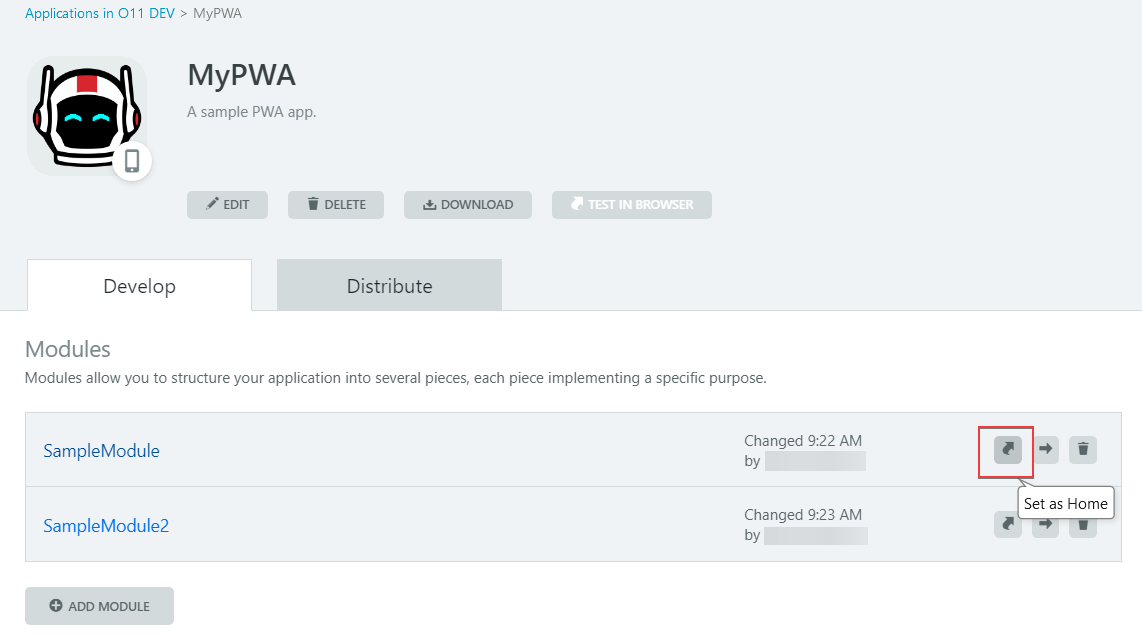 Applications in O11 DEV > MyPWA
MyPWA
A sample PWA app.
EDIT
DELETE
DOWNLOAD
TEST IN BROWSER
Develop
Distribute
Modules
Modules allow you to structure your application into several pieces, each piece implementing a specific purpose.
SampleModule
Changed 9:22 AM
by
Set as Home
SampleModule2
Changed 9:23 AM
by
ADD MODULE